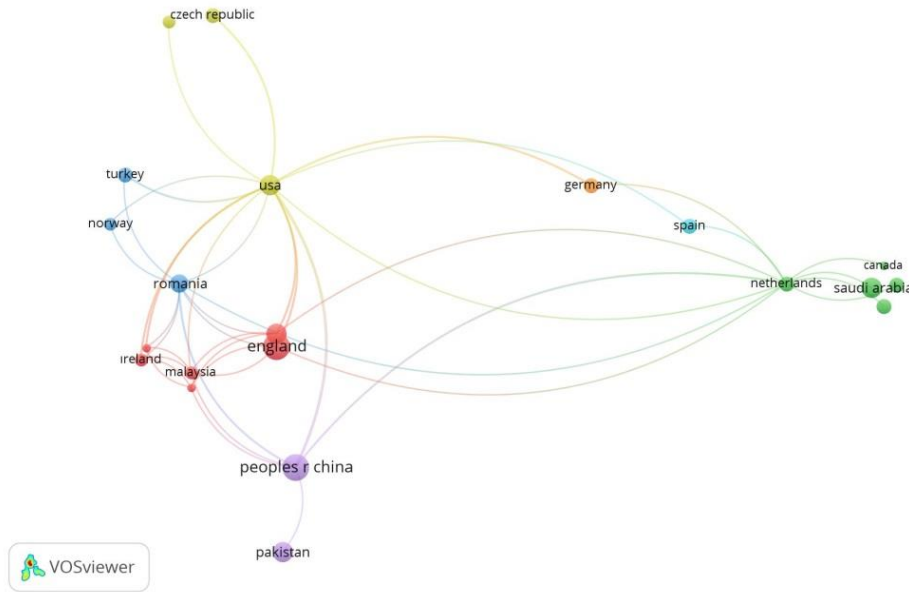 czech republic
turkey
usa
germany
norway
spain
canada
romania
netherlands
saudi arabia
england
ireland
malaysia
peoples r china
pakistan
VOSviewer